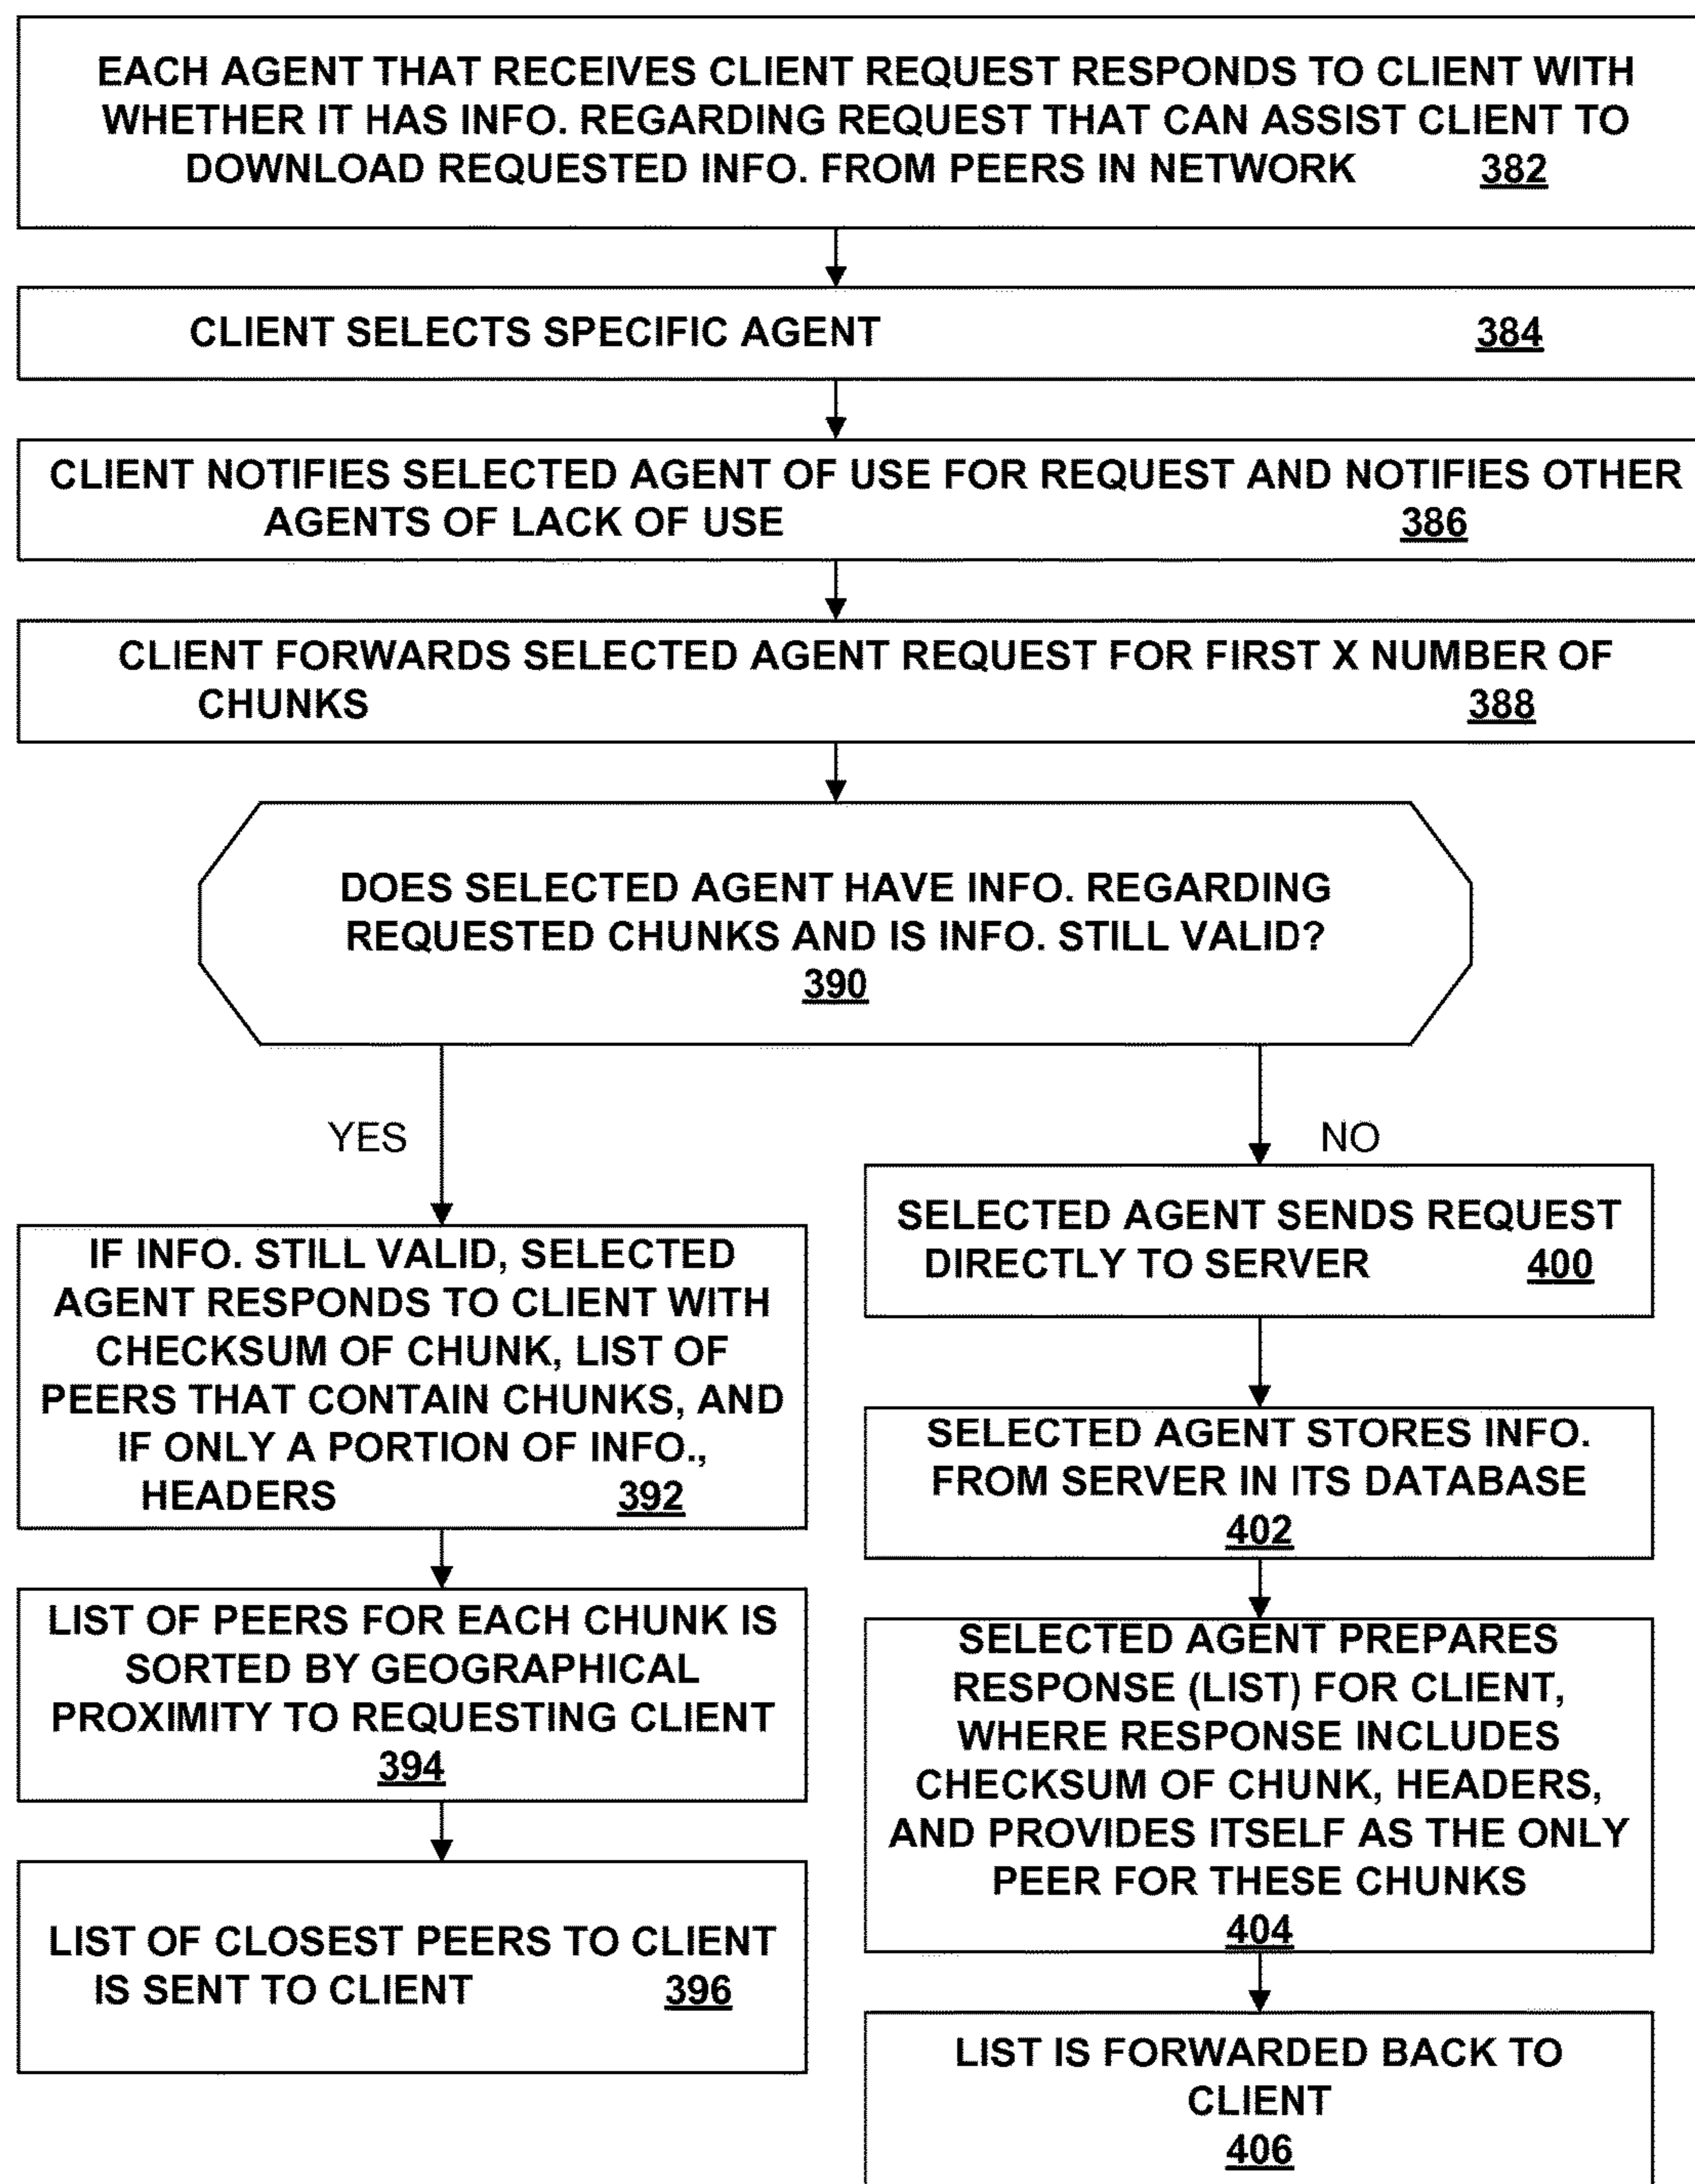 EACH AGENT THAT RECEIVES CLIENT REQUEST RESPONDS TO CLIENT WITH
WHETHER IT HAS INFO. REGARDING REQUEST THAT CAN ASSIST CLIENT TO
DOWNLOAD REQUESTED INFO. FROM PEERS IN NETWORK 382
CLIENT SELECTS SPECIFIC AGENT 384
CLIENT NOTIFIES SELECTED AGENT OF USE FOR REQUEST AND NOTIFIES OTHER
AGENTS OF LACK OF USE 386
CLIENT FORWARDS SELECTED AGENT REQUEST FOR FIRST X NUMBER OF
CHUNKS 388
DOES SELECTED AGENT HAVE INFO. REGARDING
REQUESTED CHUNKS AND IS INFO. STILL VALID?
390
YES
IF INFO. STILL VALID, SELECTED
AGENT RESPONDS TO CLIENT WITH
CHECKSUM OF CHUNK, LIST OF
PEERS THAT CONTAIN CHUNKS, AND
IF ONLY A PORTION OF INFO.,
HEADERS 392
LIST OF PEERS FOR EACH CHUNK IS
SORTED BY GEOGRAPHICAL
PROXIMITY TO REQUESTING CLIENT
394
LIST OF CLOSEST PEERS TO CLIENT
IS SENT TO CLIENT 396
NO
SELECTED AGENT SENDS REQUEST
DIRECTLY TO SERVER 400
SELECTED AGENT STORES INFO.
FROM SERVER IN ITS DATABASE
402
SELECTED AGENT PREPARES
RESPONSE (LIST) FOR CLIENT,
WHERE RESPONSE INCLUDES
CHECKSUM OF CHUNK, HEADERS,
AND PROVIDES ITSELF AS THE ONLY
PEER FOR THESE CHUNKS
404
LIST IS FORWARDED BACK TO
CLIENT
406